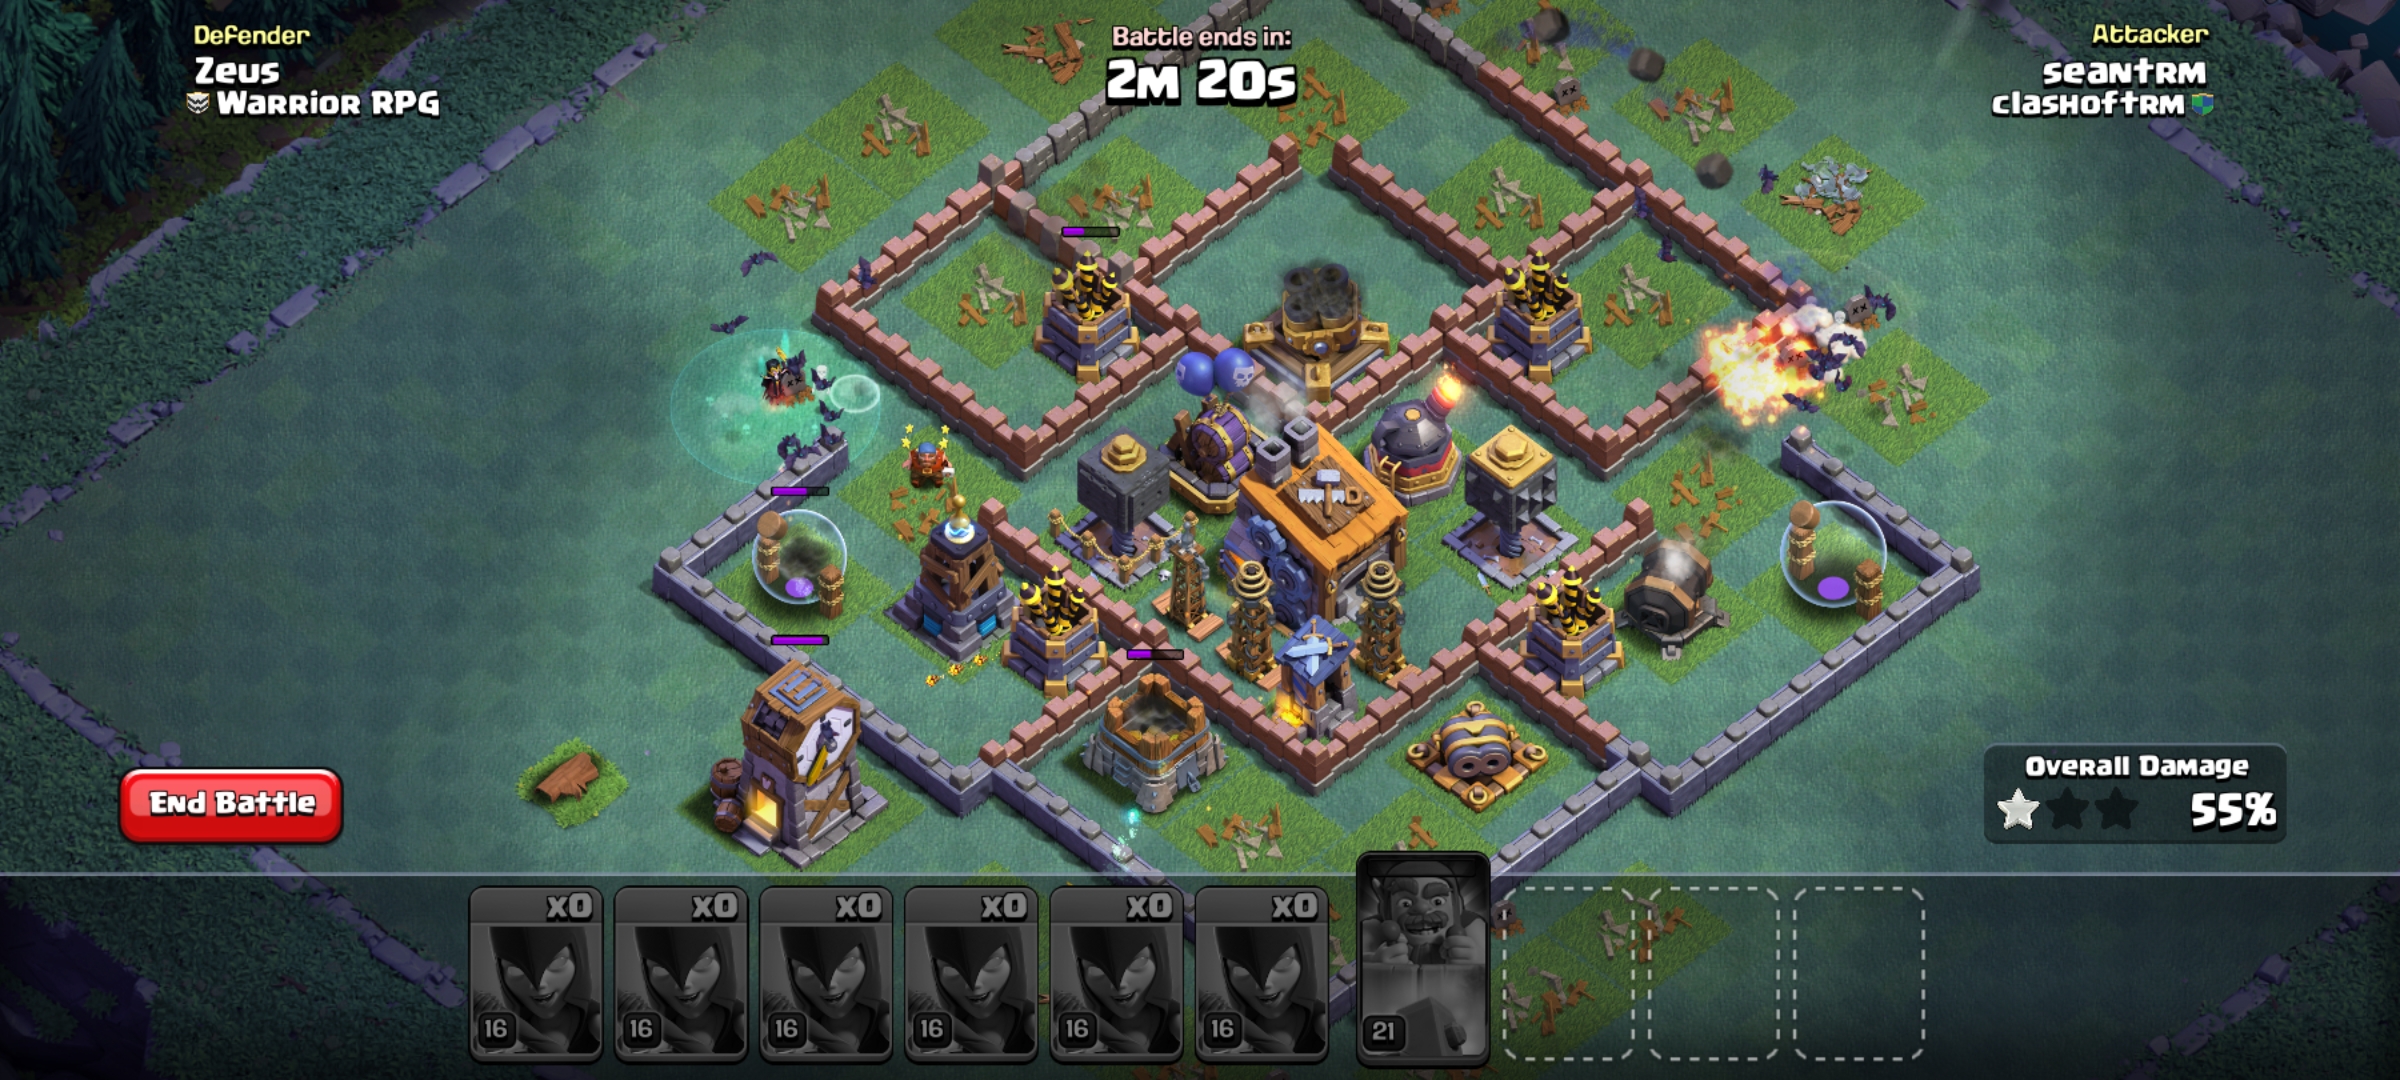 Defender
Zeus
Warrior RPG
Battle ends in:
2M 20s
Attacker
seantrm
clashoftrm
End Battle
Overall Damage
55%
x0
x0
x0
x0
x0
x0
16
16
16
16
16
16
21